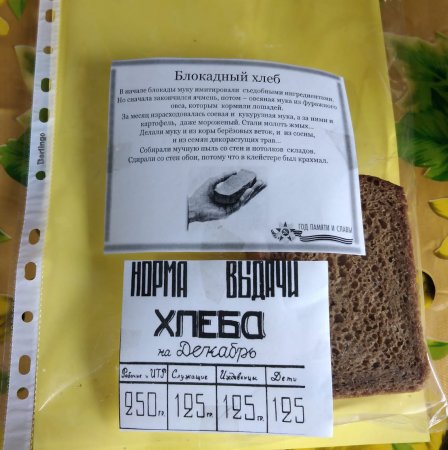 Dorlingo
Блокадный хлеб
В начале блокады муку имитировали съедобными ингредиентами.
Но сначала закончился ячмень, потом – овсяная мука из фуражного
овса, которым кормили лошадей.
За месяц израсходовалась соевая и кукурузная мука, а за ними и
картофель, даже мороженый. Стали молоть жмых...
Делали муку и из коры берёзовых веток, и из сосны,
и из семян дикорастущих трав...
Собирали мучную пыль со стен и потолков складов.
Сдирали со стен обои, потому что в клейстере был крахмал.
ГОД ПАМЯТИ И СЛАВЫ
НОРМА ВЫДАЧИ
ХЛЕБА
на Декабрь
Рабочие и ИТР Служащие Иждивенцы Дети
250 гр. 125 гр. 125 гр. 125